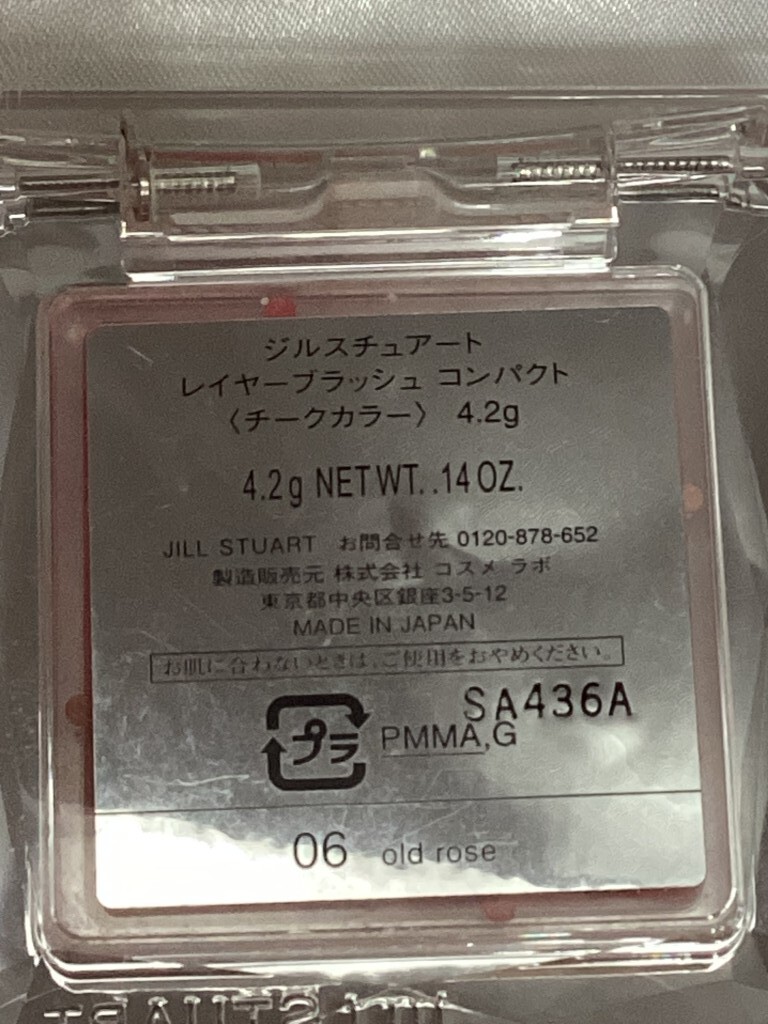 ジルスチュアート
レイヤーブラッシュ コンパクト
〈チークカラー〉 4.2g
4.2g NETWT. .14OZ.
JILL STUART お問合せ先 0120-878-652
製造販売元 株式会社 コスメ ラボ
東京都中央区銀座3-5-12
MADE IN JAPAN
お肌に合わないときは、ご使用をおやめください。
SA436A
プラ PMMA,G
06 old rose
STUART